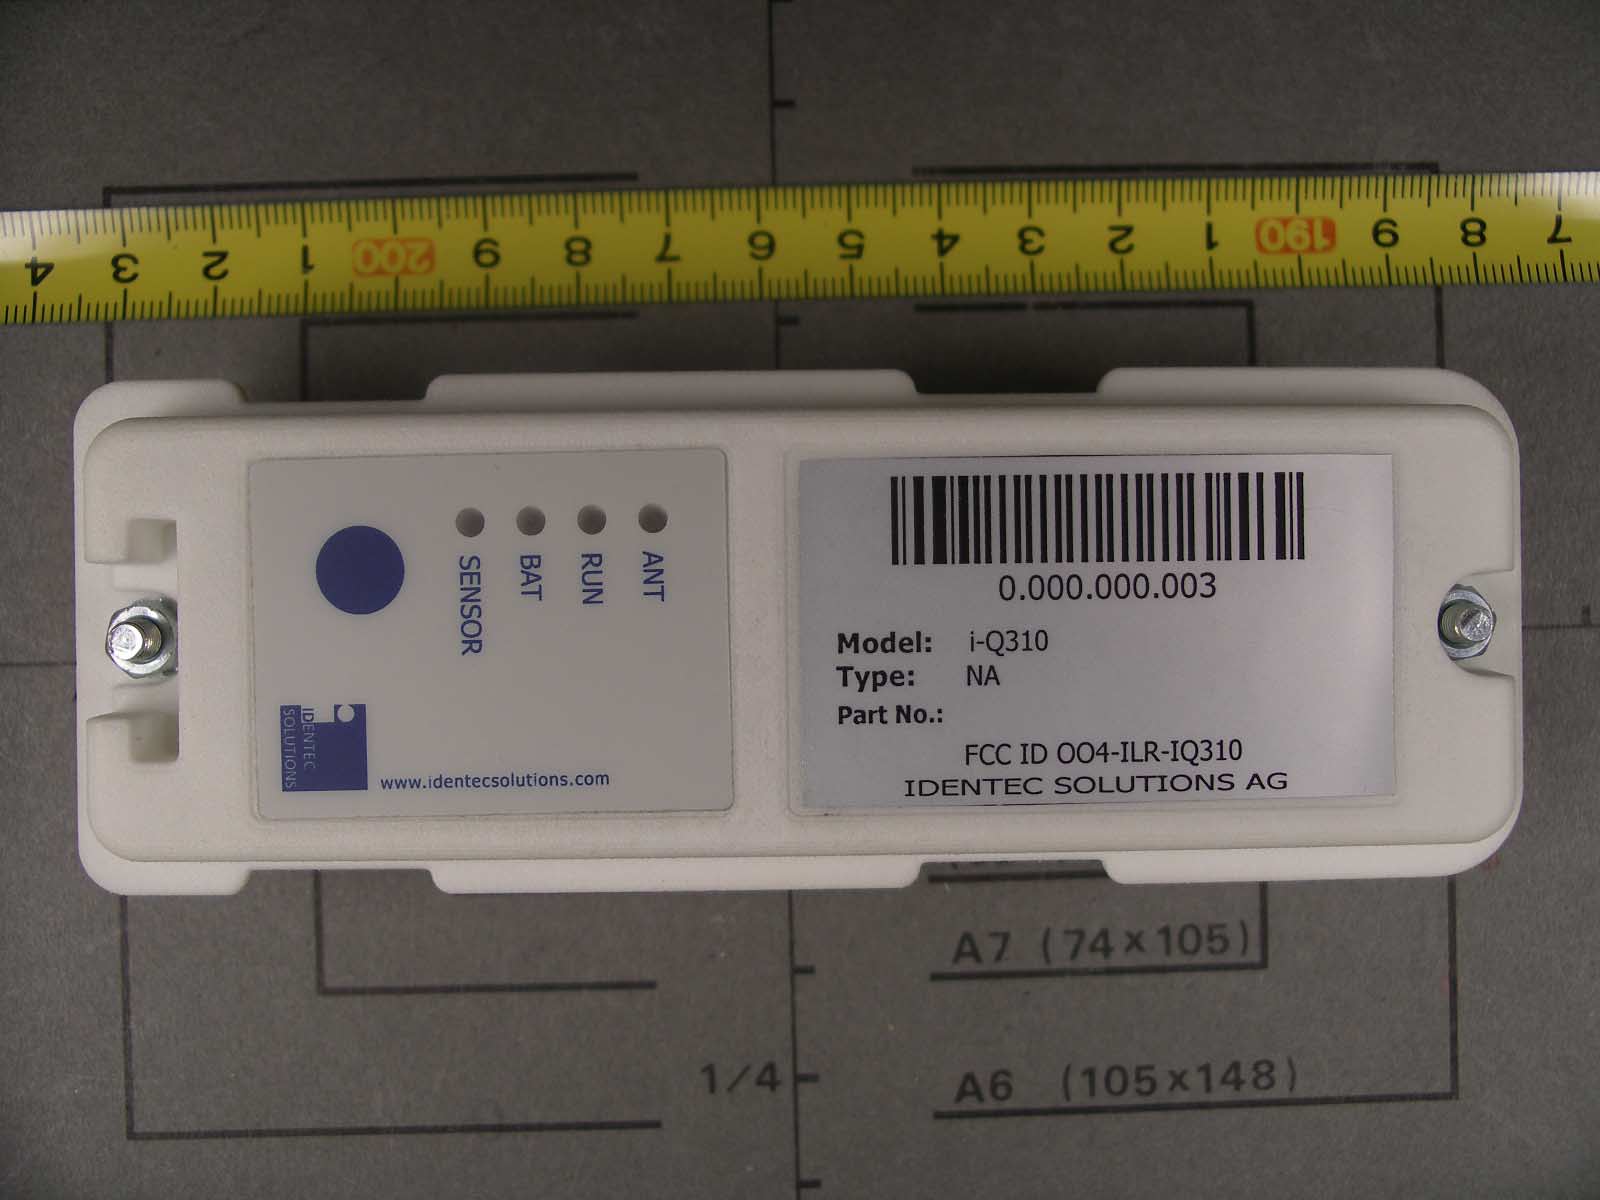 4 3 2 1 200 9 8 7 6 5 4 3 2 1 190 9 8 7
SENSOR
BAT
RUN
ANT
IDENTEC
SOLUTIONS
www.identecsolutions.com
0.000.000.003
Model: i-Q310
Type: NA
Part No.:
FCC ID OO4-ILR-IQ310
IDENTEC SOLUTIONS AG
A7 (74×105)
1/4
A6 (105×148)